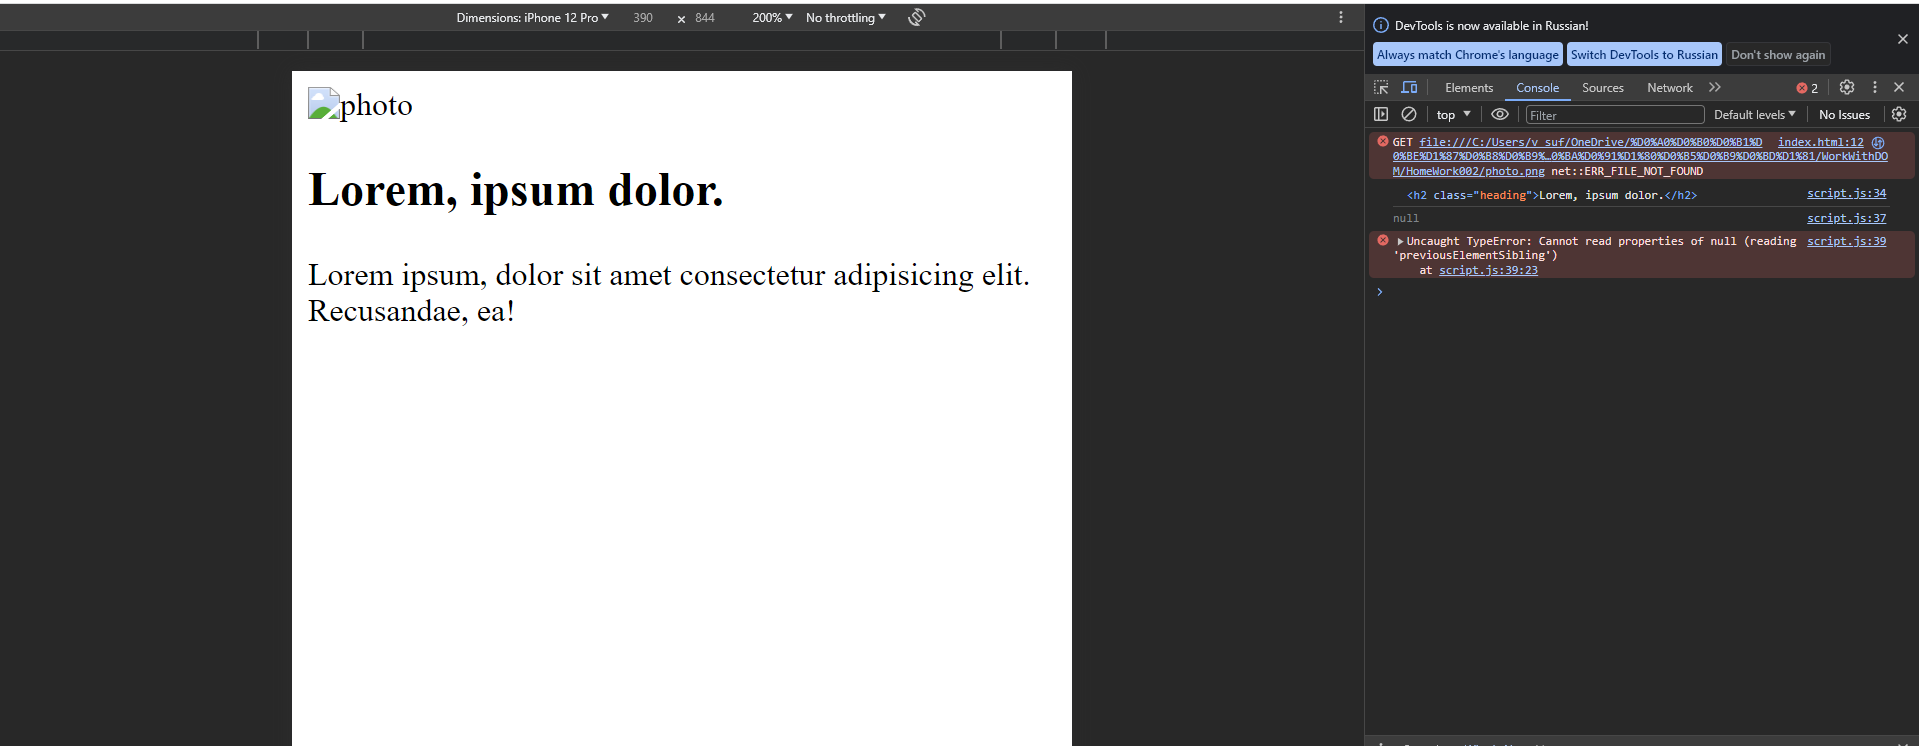 Dimensions: iPhone 12 Pro 390 × 844 200% No throttling
photo
Lorem, ipsum dolor.
Lorem ipsum, dolor sit amet consectetur adipisicing elit.
Recusandae, ea!
DevTools is now available in Russian!
Always match Chrome's language Switch DevTools to Russian Don't show again
Elements Console Sources Network 2
top Filter Default levels No Issues
GET file:///C:/Users/v_suf/OneDrive/%D0%A0%D0%B0%D0%B1%D index.html:12
0%BE%D1%87%D0%B8%D0%B9%…0%BA%D0%91%D1%80%D0%B5%D0%B9%D0%BD%D1%81/WorkWithDO
M/HomeWork002/photo.png net::ERR_FILE_NOT_FOUND
<h2 class="heading">Lorem, ipsum dolor.</h2> script.js:34
null script.js:37
Uncaught TypeError: Cannot read properties of null (reading script.js:39
'previousElementSibling')
at script.js:39:23